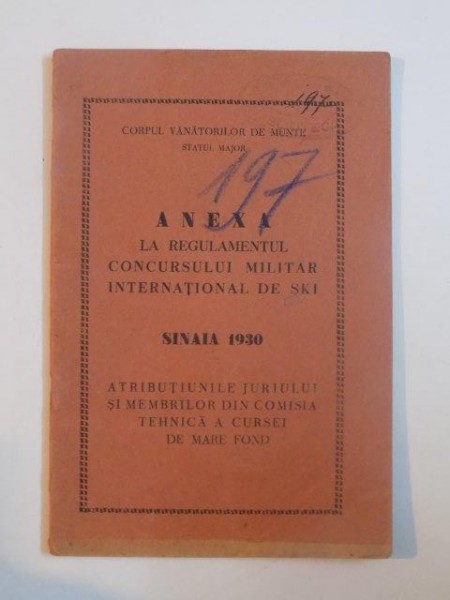 197
CORPUL VÂNĂTORILOR DE MUNTE
STATUL MAJOR
197
ANEXA
LA REGULAMENTUL
CONCURSULUI MILITAR
INTERNAȚIONAL DE SKI
SINAIA 1930
ATRIBUȚIUNILE JURIULUI
ȘI MEMBRILOR DIN COMISIA
TEHNICĂ A CURSEI
DE MARE FOND